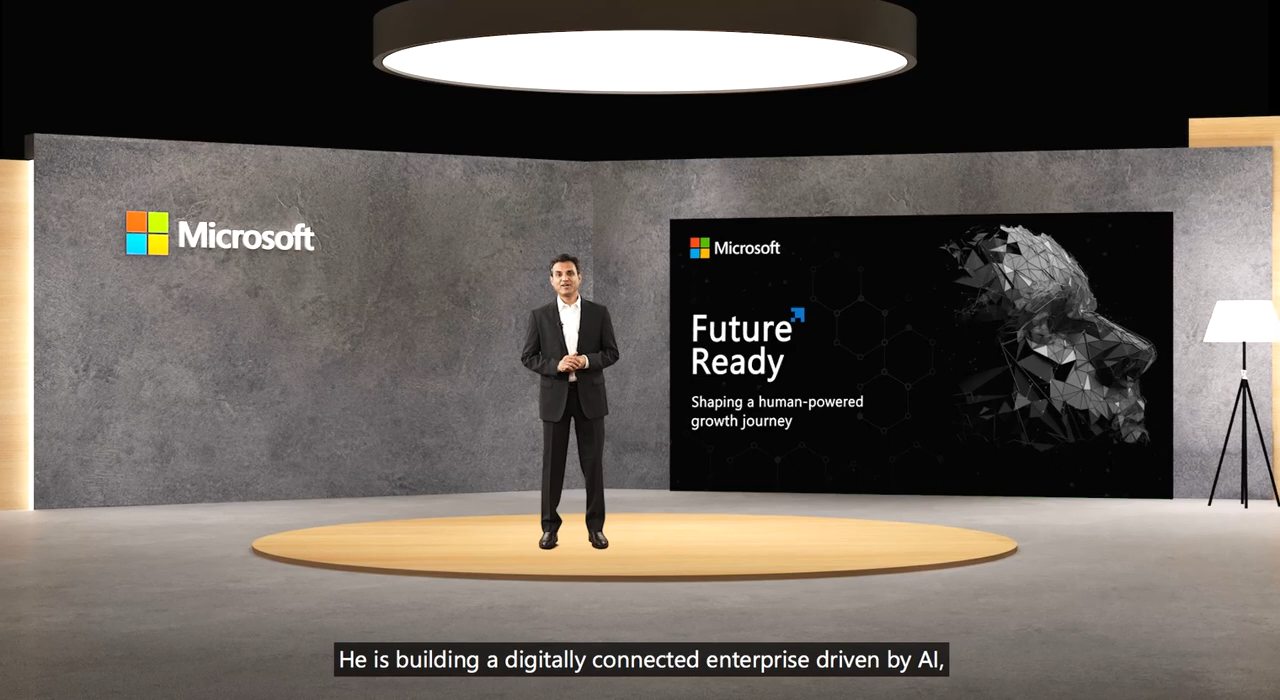 Microsoft
Microsoft
Future
Ready
Shaping a human-powered
growth journey
He is building a digitally connected enterprise driven by AI,